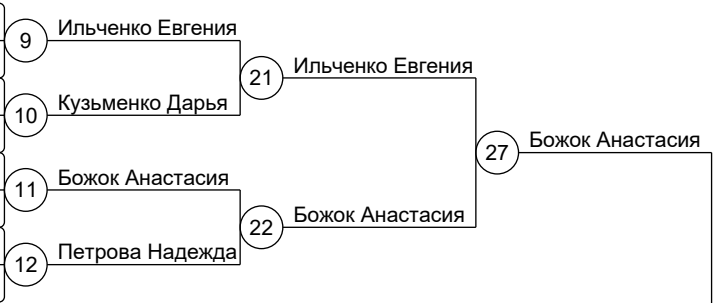 9 Ильченко Евгения
21 Ильченко Евгения
10 Кузьменко Дарья
27 Божок Анастасия
11 Божок Анастасия
22 Божок Анастасия
12 Петрова Надежда